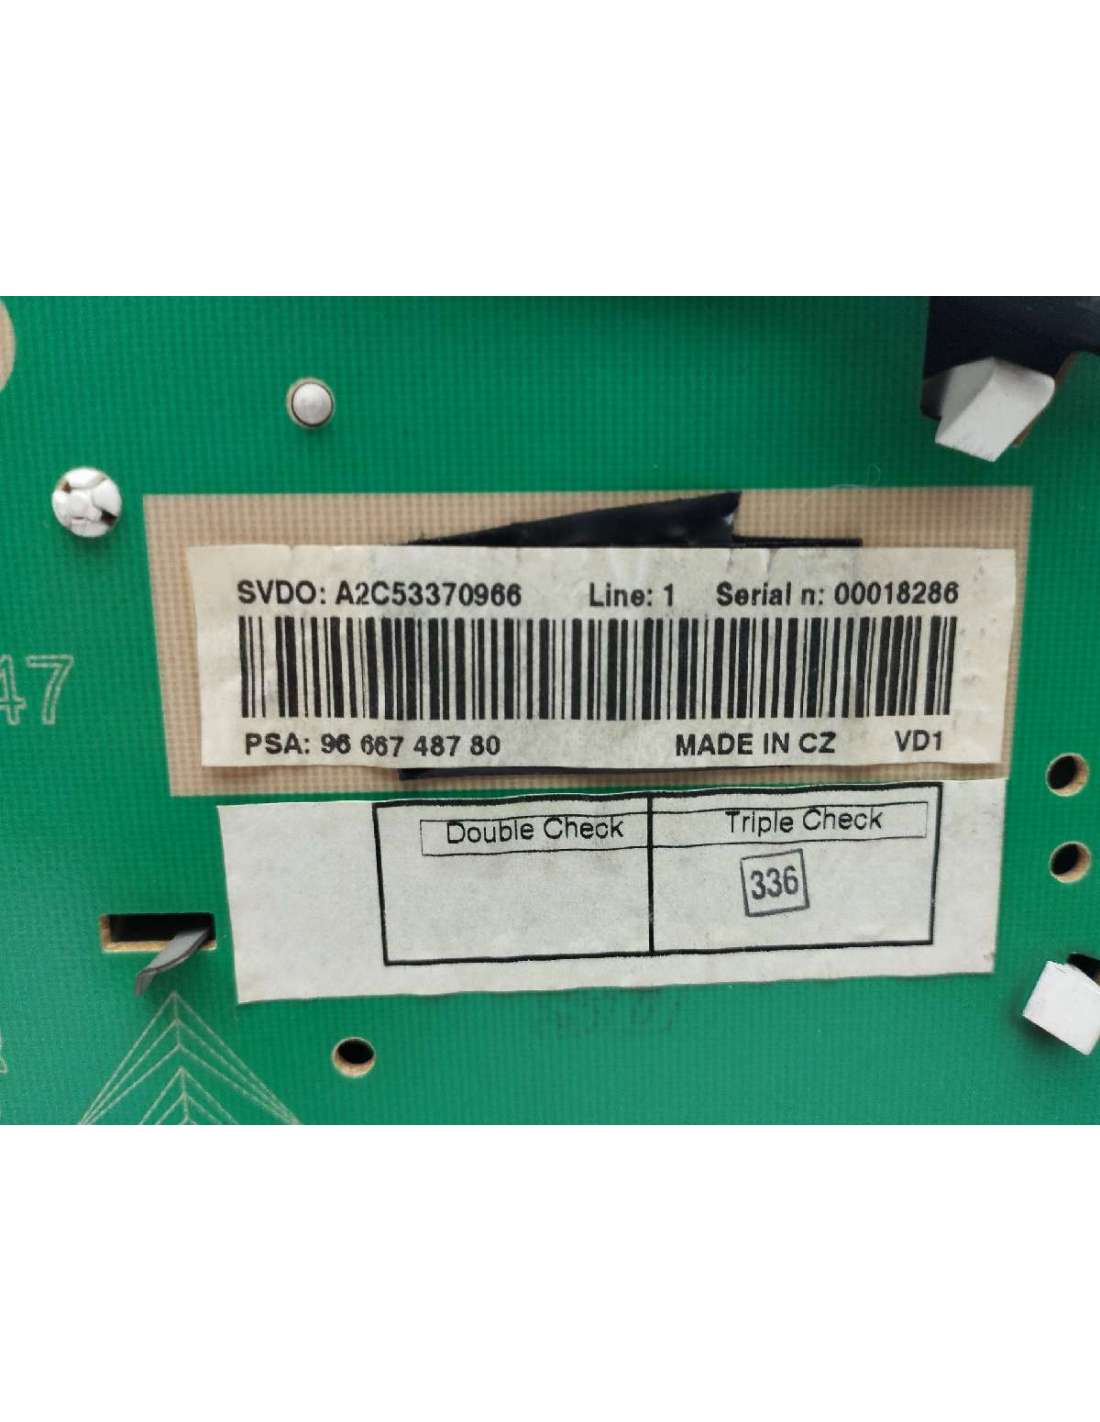 SVDO: A2C53370966 Line: 1 Serial n: 00018286
47
PSA: 96 667 487 80 MADE IN CZ VD1
Double Check Triple Check
336